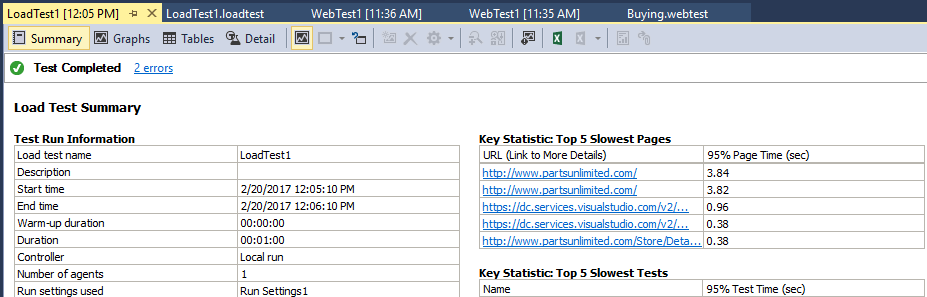 LoadTest1 [12:05 PM] LoadTest1.loadtest WebTest1 [11:36 AM] WebTest1 [11:35 AM] Buying.webtest
Summary Graphs Tables Detail
Test Completed 2 errors
Load Test Summary
Test Run Information
Load test name LoadTest1
Description
Start time 2/20/2017 12:05:10 PM
End time 2/20/2017 12:06:10 PM
Warm-up duration 00:00:00
Duration 00:01:00
Controller Local run
Number of agents 1
Run settings used Run Settings1
Key Statistic: Top 5 Slowest Pages
URL (Link to More Details) 95% Page Time (sec)
http://www.partsunlimited.com/ 3.84
http://www.partsunlimited.com/ 3.82
https://dc.services.visualstudio.com/v2/... 0.96
https://dc.services.visualstudio.com/v2/... 0.38
http://www.partsunlimited.com/Store/Deta... 0.38
Key Statistic: Top 5 Slowest Tests
Name 95% Test Time (sec)